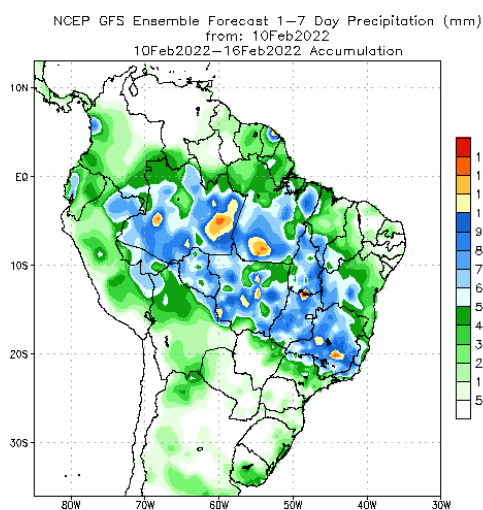 NCEP GFS Ensemble Forecast 1–7 Day Precipitation (mm)
from: 10Feb2022
10Feb2022–16Feb2022 Accumulation
10N
EQ
10S
20S
30S
80W
70W
60W
50W
40W
30W
1
1
1
1
9
8
7
6
5
4
3
2
1
5